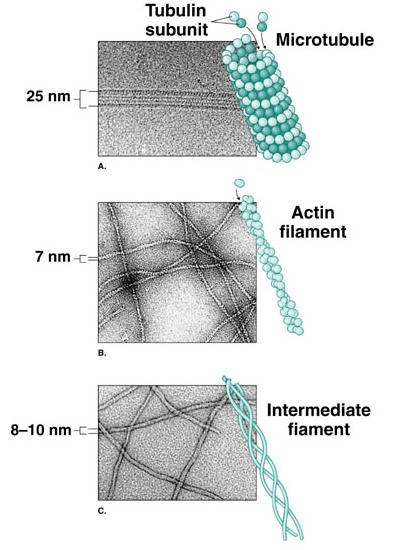 Tubulin
subunit
Microtubule
25 nm
A.
Actin
filament
7 nm
B.
Intermediate
fiament
8–10 nm
C.